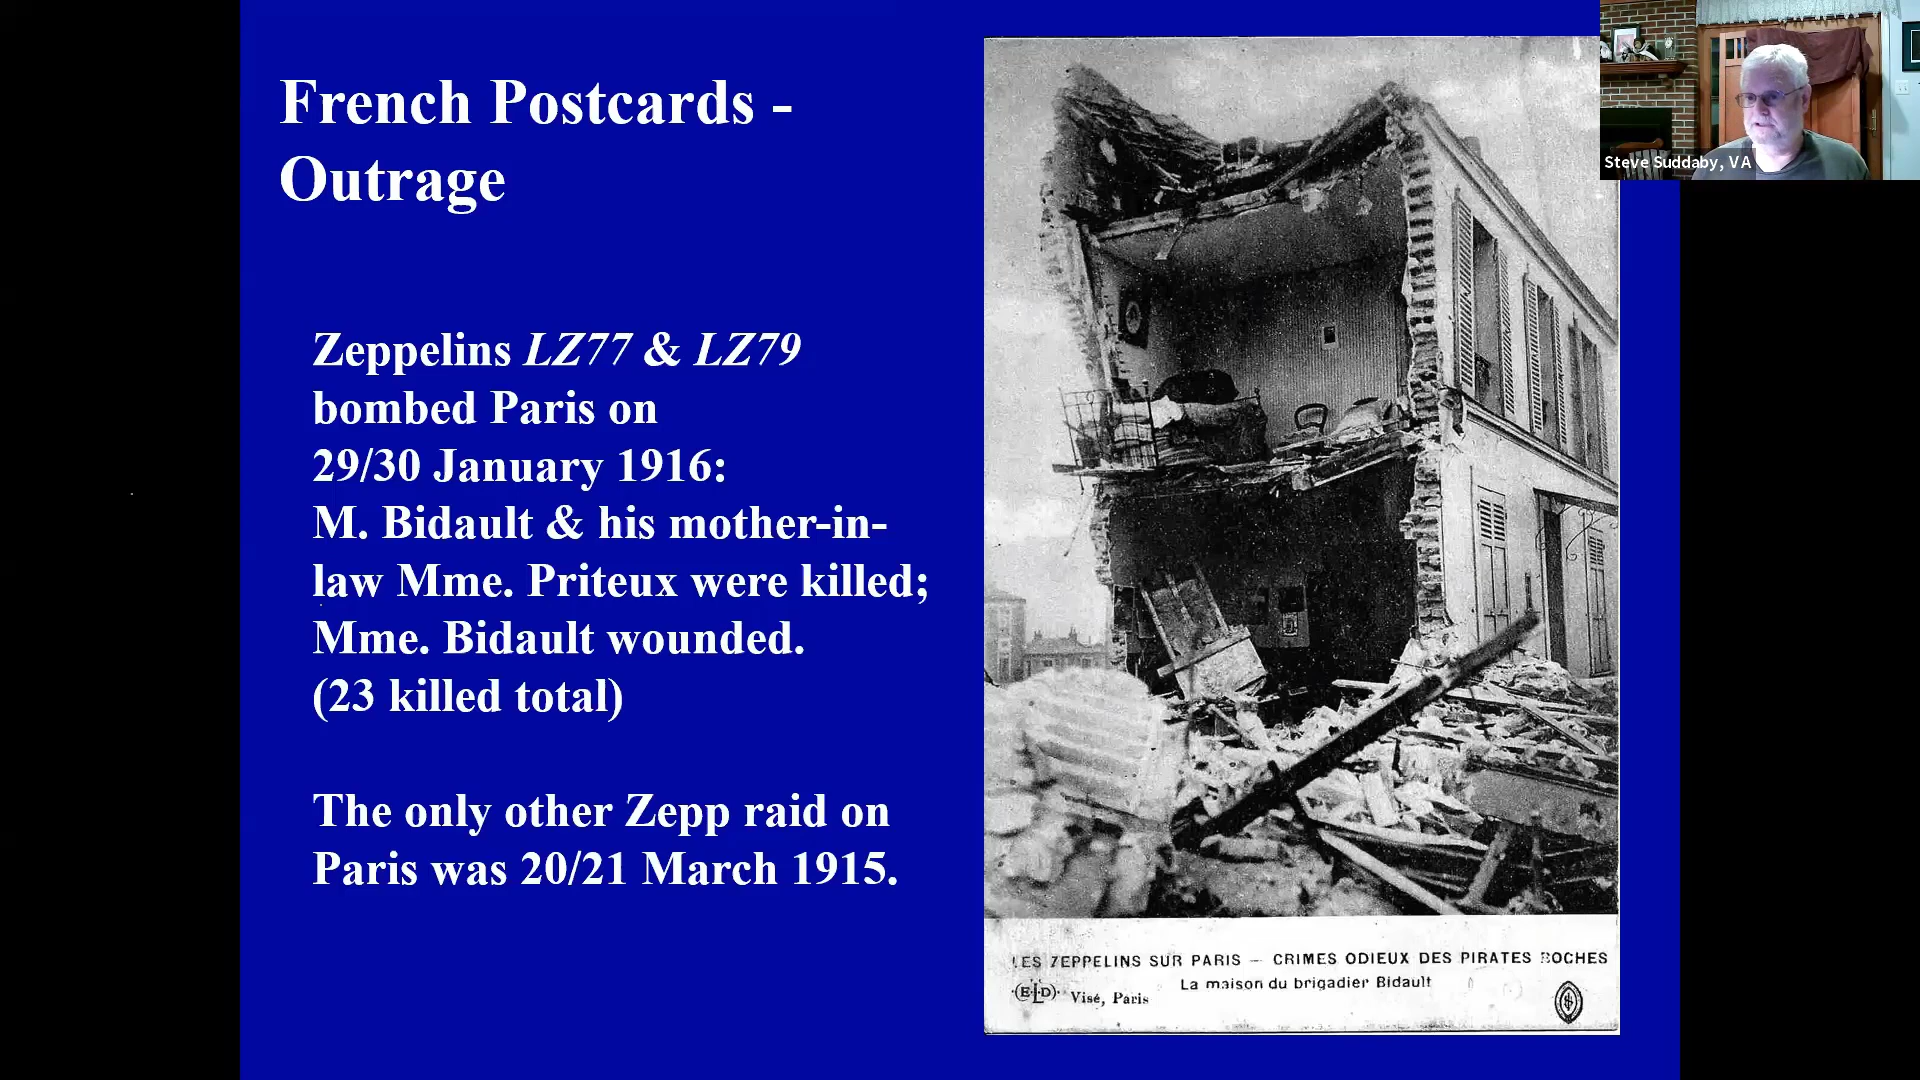 French Postcards -
Outrage
Zeppelins LZ77 & LZ79
bombed Paris on
29/30 January 1916:
M. Bidault & his mother-in-
law Mme. Priteux were killed;
Mme. Bidault wounded.
(23 killed total)
The only other Zepp raid on
Paris was 20/21 March 1915.
Steve Suddaby, VA
LES ZEPPELINS SUR PARIS — CRIMES ODIEUX DES PIRATES BOCHES
La maison du brigadier Bidault
E·L·D Visé, Paris